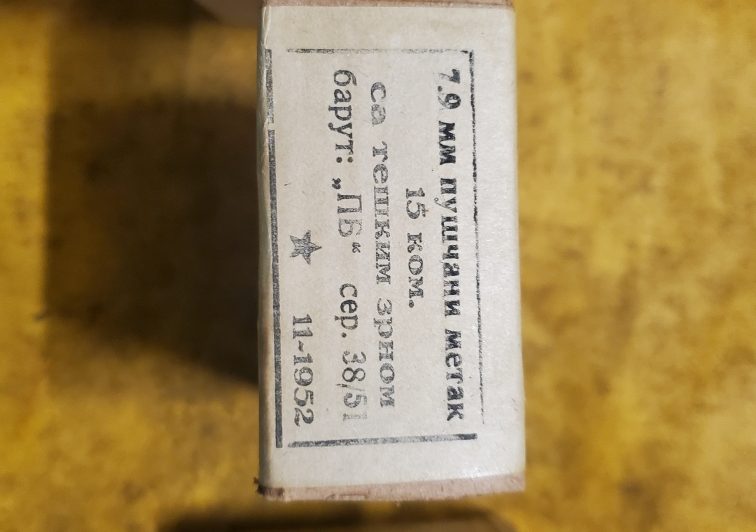 7.9 мм пушчани метак
15 ком.
са тешким зрном
барут: „ПБ“ сер. 38/51
★ 11-1952